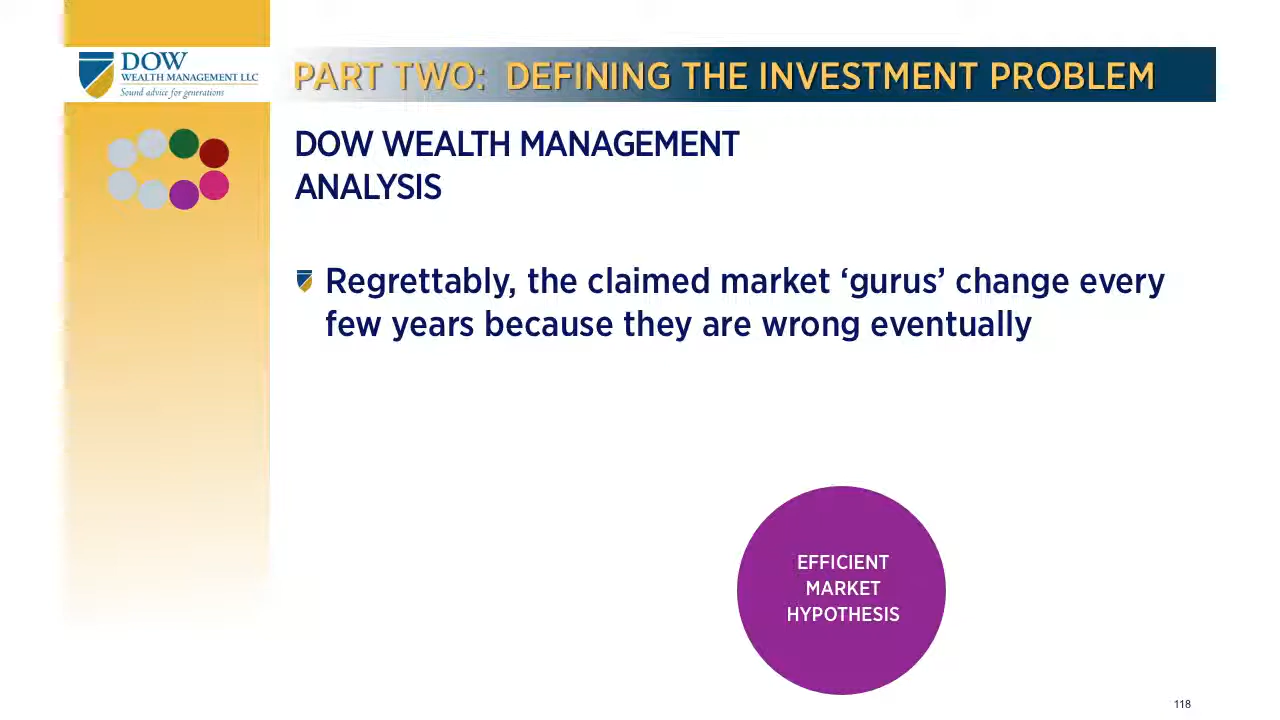 DOW
WEALTH MANAGEMENT LLC
Sound advice for generations
PART TWO: DEFINING THE INVESTMENT PROBLEM
DOW WEALTH MANAGEMENT
ANALYSIS
Regrettably, the claimed market ‘gurus’ change every
few years because they are wrong eventually
EFFICIENT
MARKET
HYPOTHESIS
118